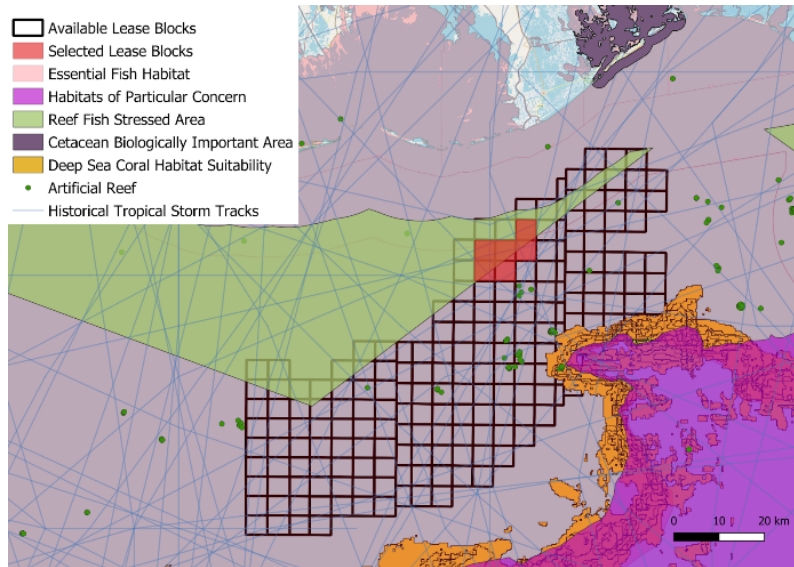 Available Lease Blocks
Selected Lease Blocks
Essential Fish Habitat
Habitats of Particular Concern
Reef Fish Stressed Area
Cetacean Biologically Important Area
Deep Sea Coral Habitat Suitability
Artificial Reef
Historical Tropical Storm Tracks
0 10 20 km